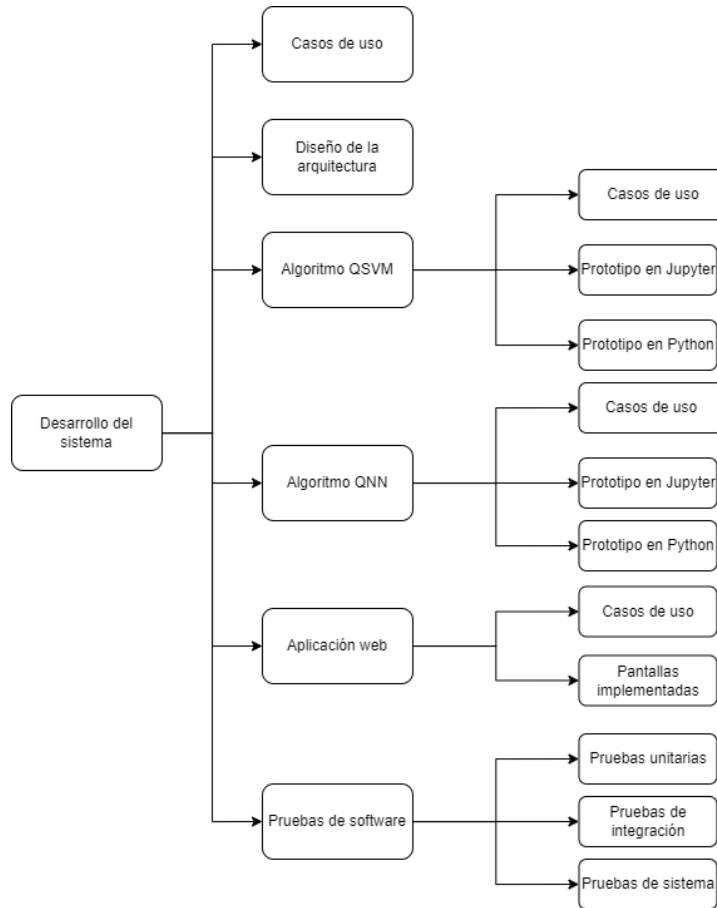 Casos de uso
Diseño de la
arquitectura
Casos de uso
Algoritmo QSVM
Prototipo en Jupyter
Prototipo en Python
Desarrollo del
sistema
Casos de uso
Algoritmo QNN
Prototipo en Jupyter
Prototipo en Python
Casos de uso
Aplicación web
Pantallas
implementadas
Pruebas unitarias
Pruebas de software
Pruebas de
integración
Pruebas de sistema